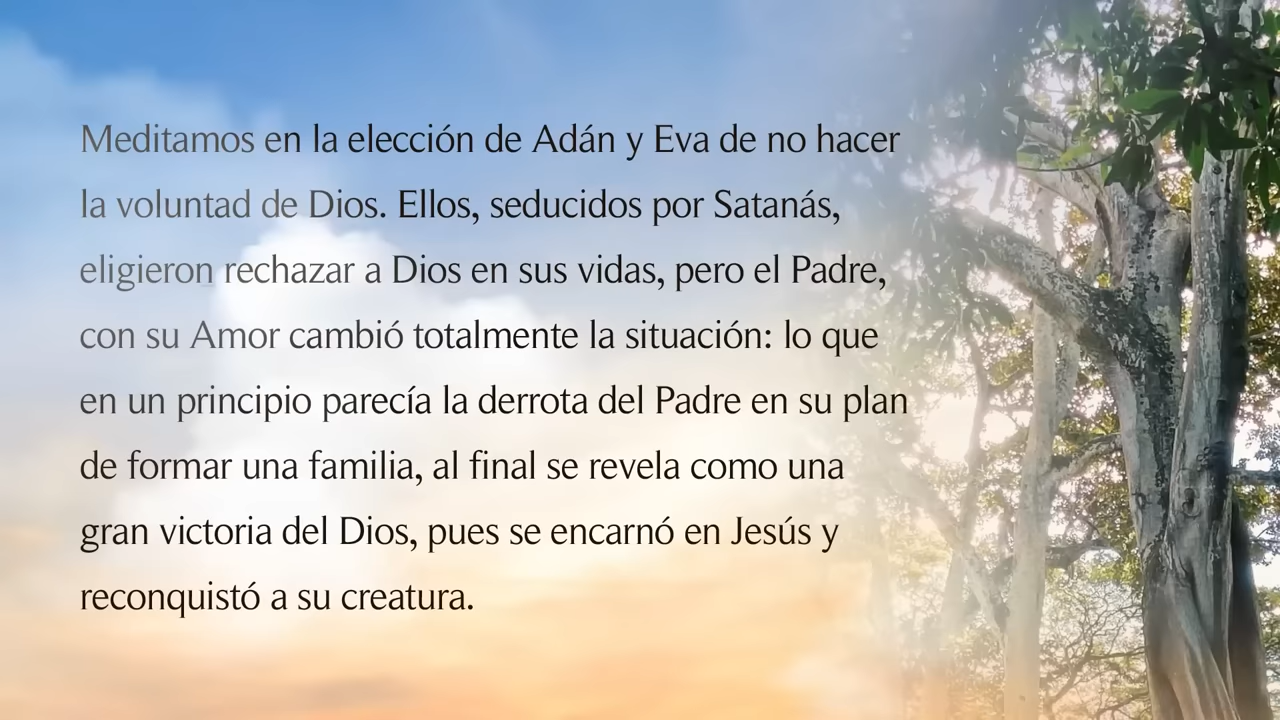 Meditamos en la elección de Adán y Eva de no hacer
la voluntad de Dios. Ellos, seducidos por Satanás,
eligieron rechazar a Dios en sus vidas, pero el Padre,
con su Amor cambió totalmente la situación: lo que
en un principio parecía la derrota del Padre en su plan
de formar una familia, al final se revela como una
gran victoria del Dios, pues se encarnó en Jesús y
reconquistó a su creatura.